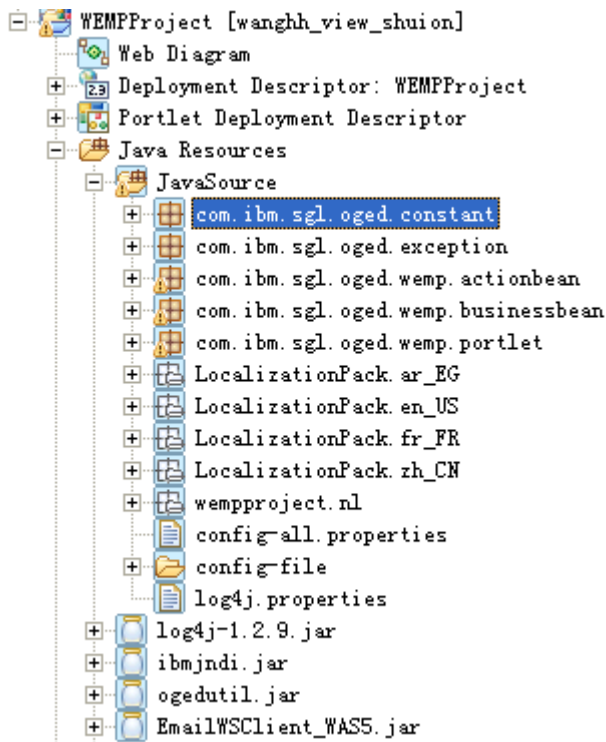 WEMPProject [wanghh_view_shuion]
Web Diagram
2.3 Deployment Descriptor: WEMPProject
Portlet Deployment Descriptor
Java Resources
JavaSource
com.ibm.sgl.oged.constant
com.ibm.sgl.oged.exception
com.ibm.sgl.oged.wemp.actionbean
com.ibm.sgl.oged.wemp.businessbean
com.ibm.sgl.oged.wemp.portlet
LocalizationPack.ar_EG
LocalizationPack.en_US
LocalizationPack.fr_FR
LocalizationPack.zh_CN
wempproject.nl
config-all.properties
config-file
log4j.properties
log4j-1.2.9.jar
ibmjndi.jar
ogedutil.jar
EmailWSClient_WAS5.jar